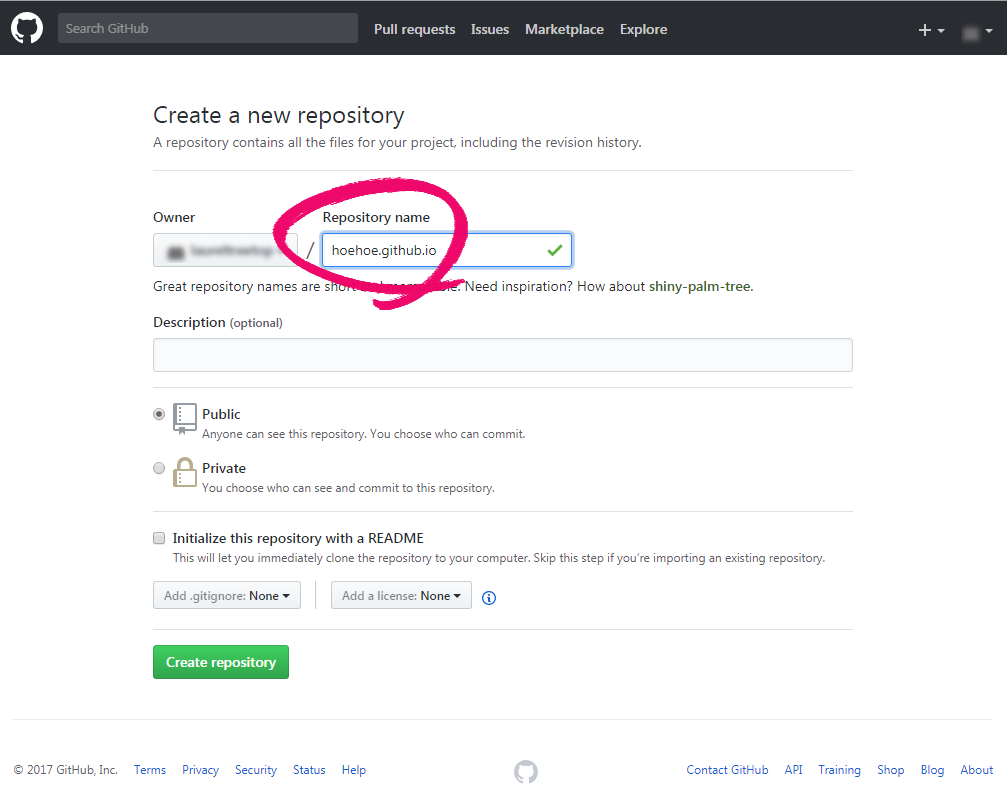 Search GitHub
Pull requests Issues Marketplace Explore
Create a new repository
A repository contains all the files for your project, including the revision history.
Owner Repository name
/ hoehoe.github.io
Great repository names are short and memorable. Need inspiration? How about shiny-palm-tree.
Description (optional)
Public
Anyone can see this repository. You choose who can commit.
Private
You choose who can see and commit to this repository.
Initialize this repository with a README
This will let you immediately clone the repository to your computer. Skip this step if you’re importing an existing repository.
Add .gitignore: None Add a license: None
Create repository
© 2017 GitHub, Inc. Terms Privacy Security Status Help Contact GitHub API Training Shop Blog About